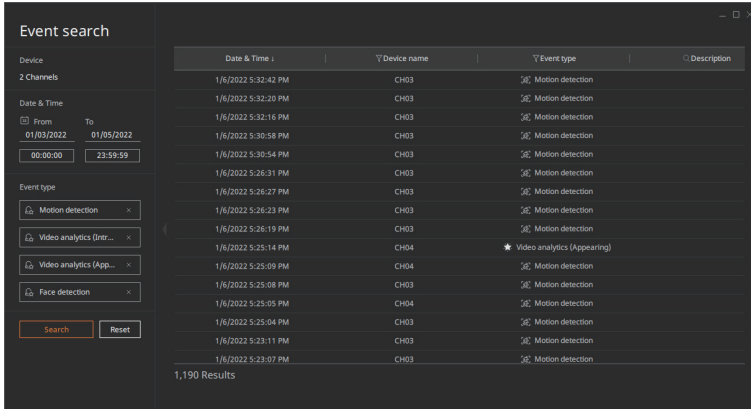 Event search
Device
2 Channels
Date & Time
From To
01/03/2022 01/05/2022
00:00:00 23:59:59
Event type
Motion detection ×
Video analytics (Intr... ×
Video analytics (App... ×
Face detection ×
Search Reset
Date & Time ↓ Device name Event type Description
1/6/2022 5:32:42 PM CH03 Motion detection
1/6/2022 5:32:20 PM CH03 Motion detection
1/6/2022 5:32:16 PM CH03 Motion detection
1/6/2022 5:30:58 PM CH03 Motion detection
1/6/2022 5:30:54 PM CH03 Motion detection
1/6/2022 5:26:31 PM CH03 Motion detection
1/6/2022 5:26:27 PM CH03 Motion detection
1/6/2022 5:26:23 PM CH03 Motion detection
1/6/2022 5:26:19 PM CH03 Motion detection
1/6/2022 5:25:14 PM CH04 Video analytics (Appearing)
1/6/2022 5:25:09 PM CH04 Motion detection
1/6/2022 5:25:08 PM CH03 Motion detection
1/6/2022 5:25:05 PM CH04 Motion detection
1/6/2022 5:25:04 PM CH03 Motion detection
1/6/2022 5:23:11 PM CH03 Motion detection
1/6/2022 5:23:07 PM CH03 Motion detection
1,190 Results